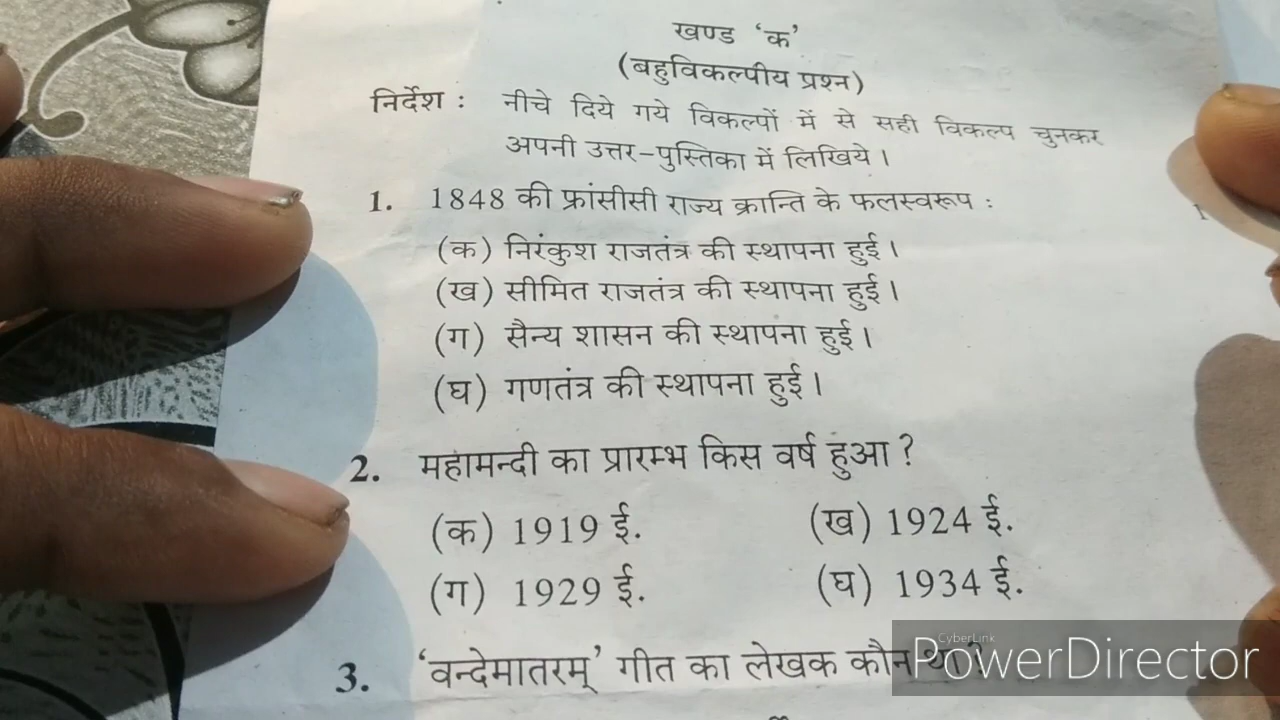 खण्ड 'क'
(बहुविकल्पीय प्रश्न)
निर्देश : नीचे दिये गये विकल्पों में से सही विकल्प चुनकर
अपनी उत्तर-पुस्तिका में लिखिये।
1. 1848 की फ्रांसीसी राज्य क्रान्ति के फलस्वरूप :
(क) निरंकुश राजतंत्र की स्थापना हुई।
(ख) सीमित राजतंत्र की स्थापना हुई।
(ग) सैन्य शासन की स्थापना हुई।
(घ) गणतंत्र की स्थापना हुई।
2. महामन्दी का प्रारम्भ किस वर्ष हुआ ?
(क) 1919 ई. (ख) 1924 ई.
(ग) 1929 ई. (घ) 1934 ई.
3. 'वन्देमातरम्' गीत का लेखक कौन था ?
CyberLink
PowerDirector